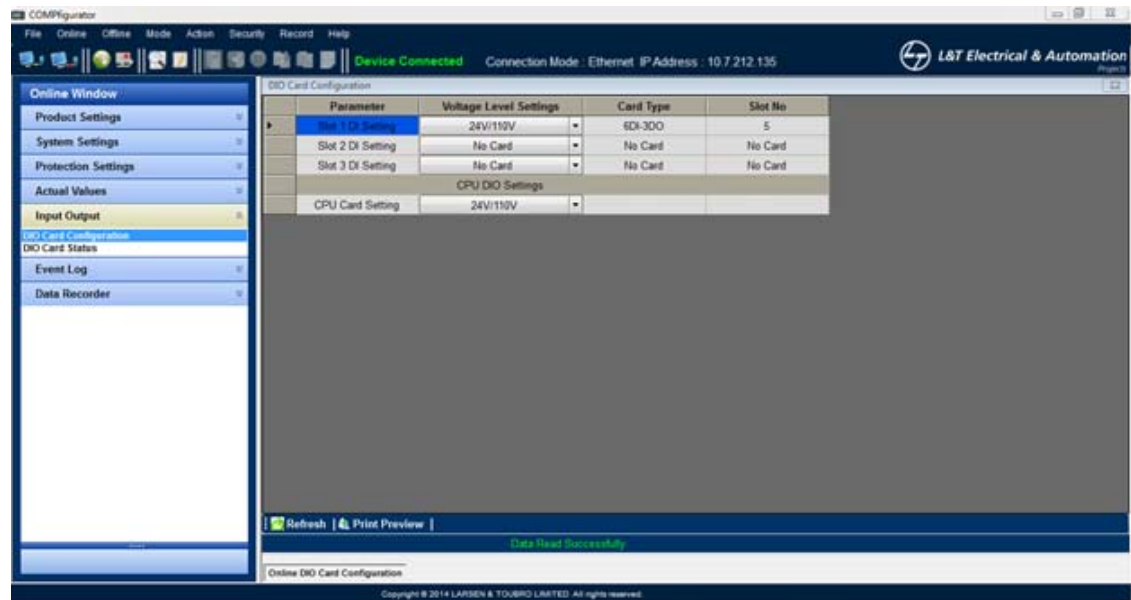 COMPfigurator
File Online Offline Mode Action Security Record Help
Device Connected Connection Mode : Ethernet IP Address : 10.7.212.135
L&T Electrical & Automation
Projects
Online Window
Product Settings
System Settings
Protection Settings
Actual Values
Input Output
DIO Card Configuration
DIO Card Status
Event Log
Data Recorder
DIO Card Configuration
Parameter Voltage Level Settings Card Type Slot No
Slot 1 DI Setting 24V/110V 6DI-3DO 5
Slot 2 DI Setting No Card No Card No Card
Slot 3 DI Setting No Card No Card No Card
CPU DIO Settings
CPU Card Setting 24V/110V
Refresh | Print Preview |
Data Read Successfully
Online DIO Card Configuration
Copyright © 2014 LARSEN & TOUBRO LIMITED. All rights reserved.